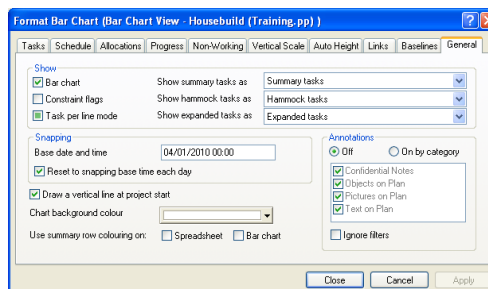 Format Bar Chart (Bar Chart View - Housebuild (Training.pp) )
Tasks Schedule Allocations Progress Non-Working Vertical Scale Auto Height Links Baselines General
Show
Bar chart Show summary tasks as Summary tasks
Constraint flags Show hammock tasks as Hammock tasks
Task per line mode Show expanded tasks as Expanded tasks
Snapping
Base date and time 04/01/2010 00:00
Reset to snapping base time each day
Annotations
Off On by category
Confidential Notes
Objects on Plan
Pictures on Plan
Text on Plan
Ignore filters
Draw a vertical line at project start
Chart background colour
Use summary row colouring on: Spreadsheet Bar chart
Close Cancel Apply